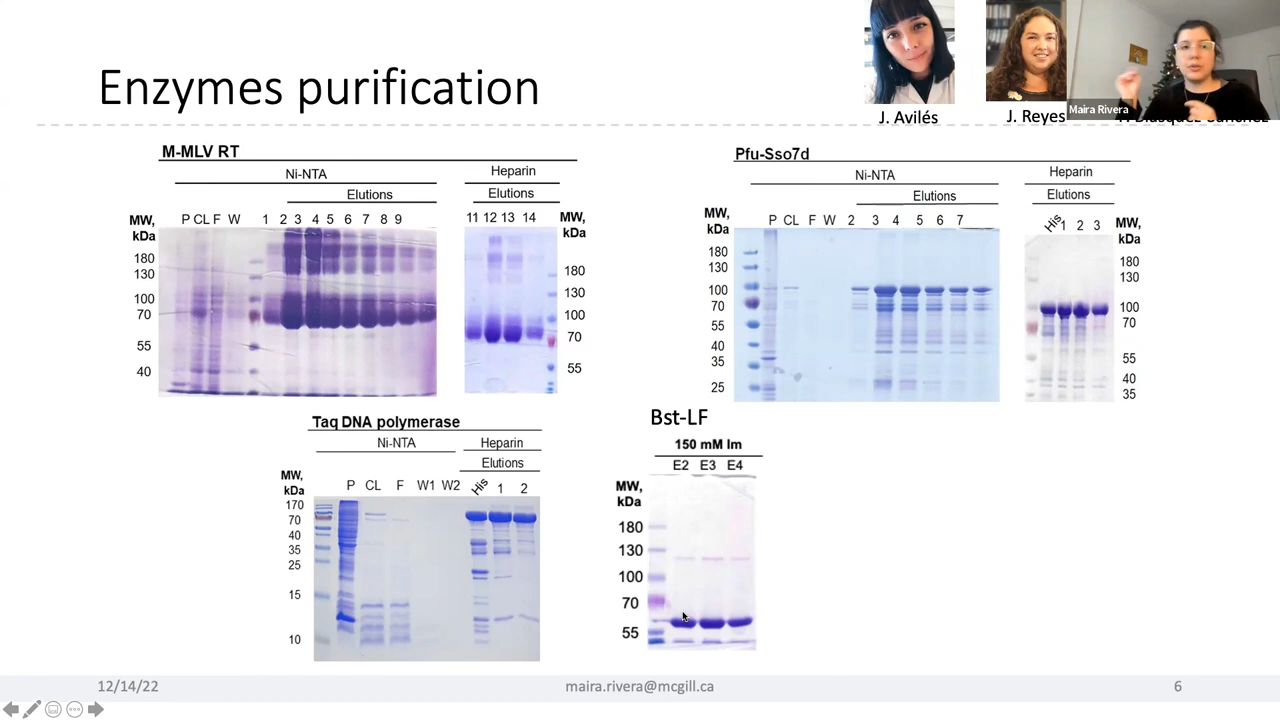 Enzymes purification
J. Avilés
J. Reyes
Maira Rivera
M-MLV RT
Ni-NTA
Heparin
Elutions
Elutions
P CL F W 1 2 3 4 5 6 7 8 9
11 12 13 14
MW,
kDa
MW,
kDa
180
130
100
70
55
40
180
130
100
70
55
Pfu-Sso7d
Ni-NTA
Heparin
Elutions
Elutions
P CL F W 2 3 4 5 6 7
His 1 2 3
MW,
kDa
MW,
kDa
180
130
100
70
55
40
35
25
180
130
100
70
55
40
35
Taq DNA polymerase
Ni-NTA
Heparin
Elutions
MW,
kDa
P CL F W1 W2 His 1 2
170
70
40
35
25
15
10
Bst-LF
150 mM Im
E2 E3 E4
MW,
kDa
180
130
100
70
55
12/14/22
maira.rivera@mcgill.ca
6